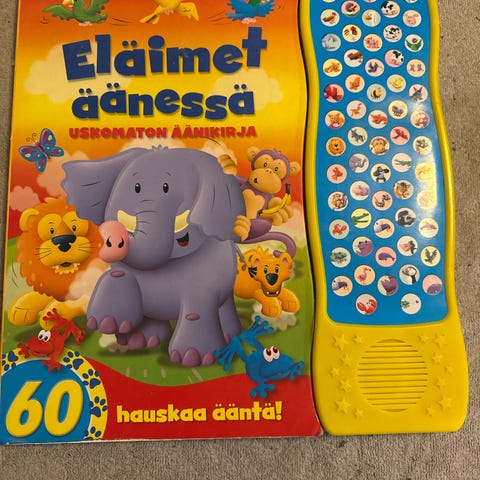 Eläimet
äänessä
USKOMATON ÄÄNIKIRJA
60
hauskaa ääntä!